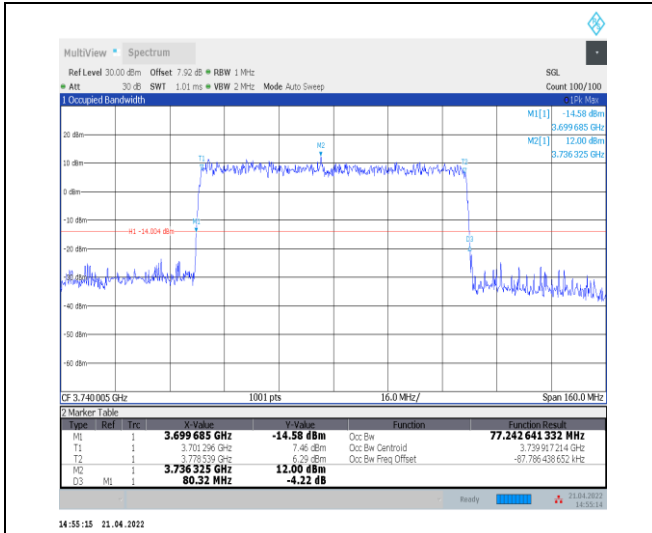 MultiView Spectrum
Ref Level 30.00 dBm Offset 7.92 dB RBW 1 MHz SGL
Att 30 dB SWT 1.01 ms VBW 2 MHz Mode Auto Sweep Count 100/100
1 Occupied Bandwidth 1Pk Max
M1[1] -14.58 dBm
3.699 685 GHz
M2[1] 12.00 dBm
3.736 325 GHz
20 dBm
M2
T1
T2
10 dBm
0 dBm
-10 dBm
M1
H1 -14.004 dBm
D3
-20 dBm
-30 dBm
-40 dBm
-50 dBm
-60 dBm
CF 3.740 005 GHz 1001 pts 16.0 MHz/ Span 160.0 MHz
2 Marker Table
Type Ref Trc X-Value Y-Value Function Function Result
M1 1 3.699 685 GHz -14.58 dBm Occ Bw 77.242 641 332 MHz
T1 1 3.701 296 GHz 7.46 dBm Occ Bw Centroid 3.739 917 214 GHz
T2 1 3.778 539 GHz 6.29 dBm Occ Bw Freq Offset -87.786 438 652 kHz
M2 1 3.736 325 GHz 12.00 dBm
D3 M1 1 80.32 MHz -4.22 dB
Ready 21.04.2022
14:55:14
14:55:15 21.04.2022